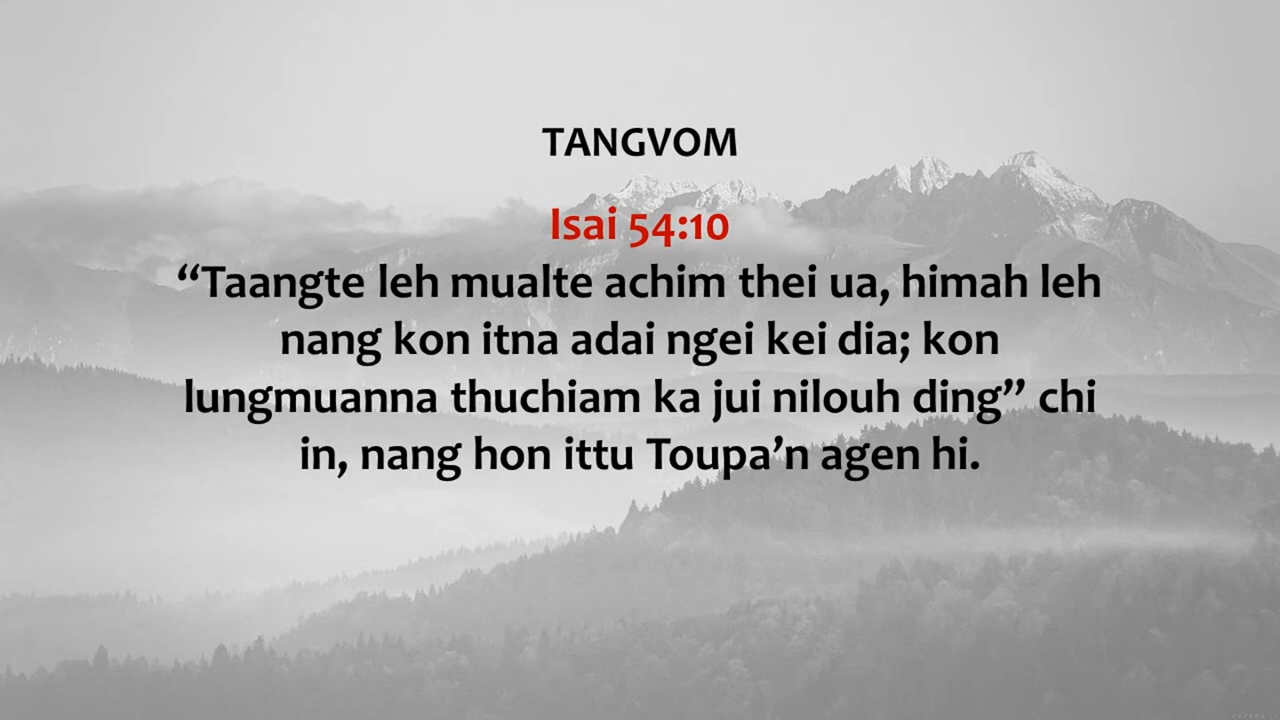 TANGVOM
Isai 54:10
“Taangte leh mualte achim thei ua, himah leh
nang kon itna adai ngei kei dia; kon
lungmuanna thuchiam ka jui nilouh ding” chi
in, nang hon ittu Toupa’n agen hi.